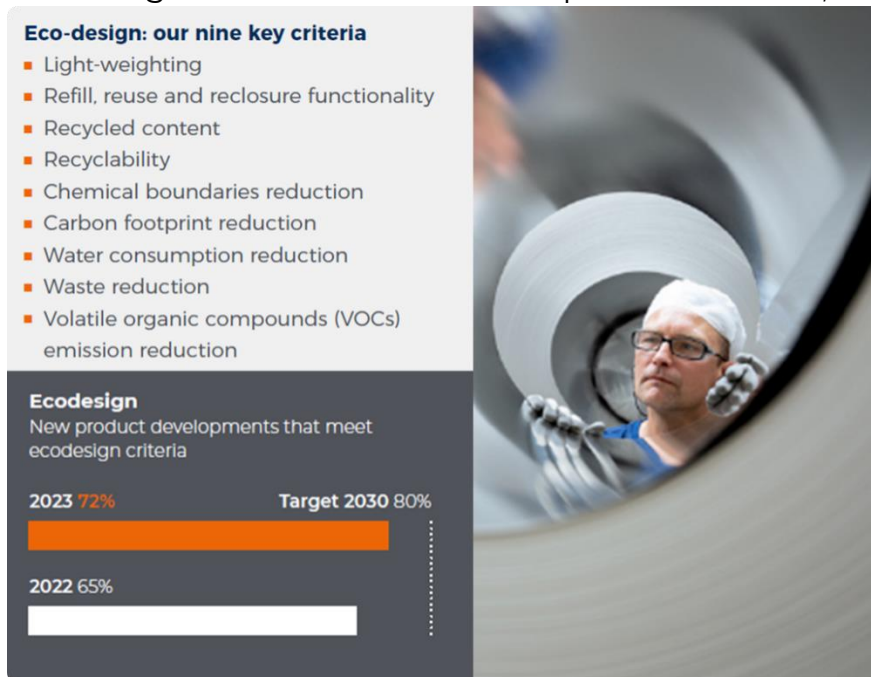 Eco-design: our nine key criteria
Light-weighting
Refill, reuse and reclosure functionality
Recycled content
Recyclability
Chemical boundaries reduction
Carbon footprint reduction
Water consumption reduction
Waste reduction
Volatile organic compounds (VOCs)
emission reduction
Ecodesign
New product developments that meet
ecodesign criteria
2023 72% Target 2030 80%
2022 65%